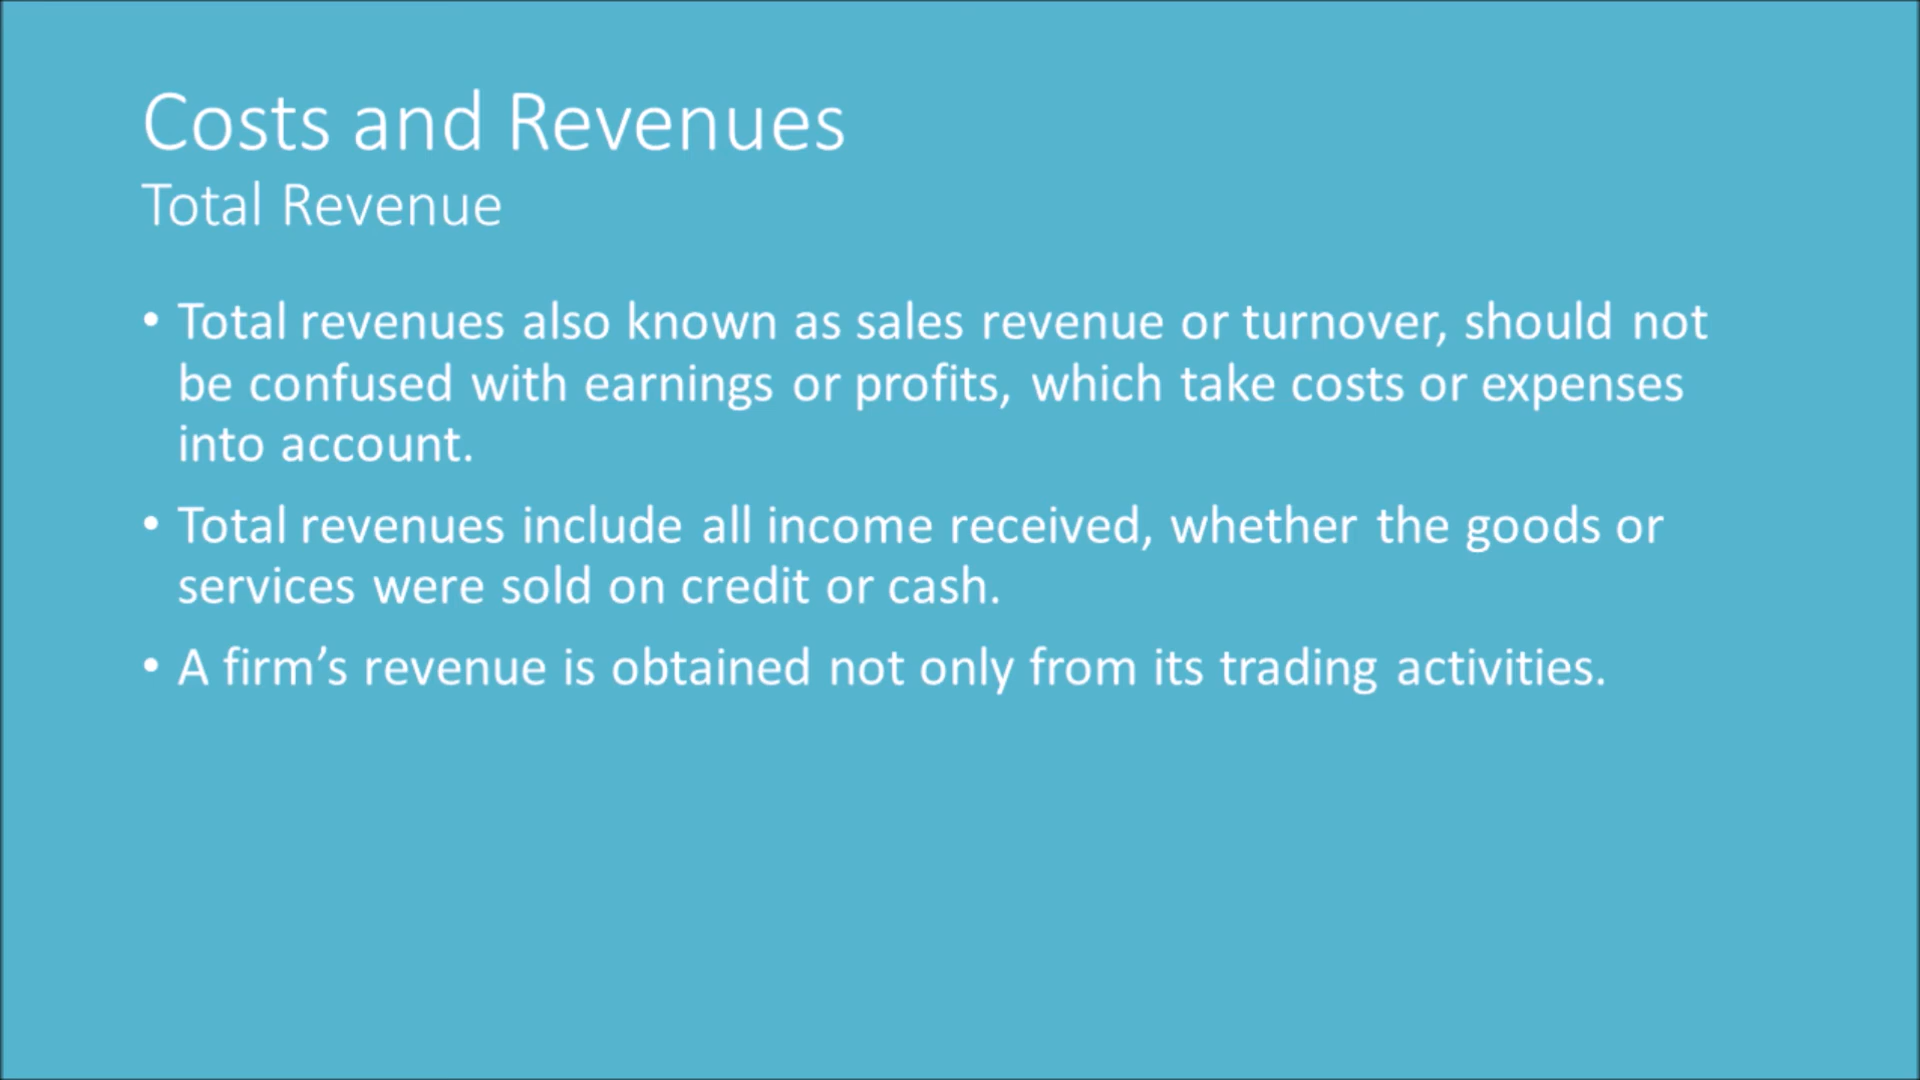 Costs and Revenues
Total Revenue
• Total revenues also known as sales revenue or turnover, should not
be confused with earnings or profits, which take costs or expenses
into account.
• Total revenues include all income received, whether the goods or
services were sold on credit or cash.
• A firm’s revenue is obtained not only from its trading activities.